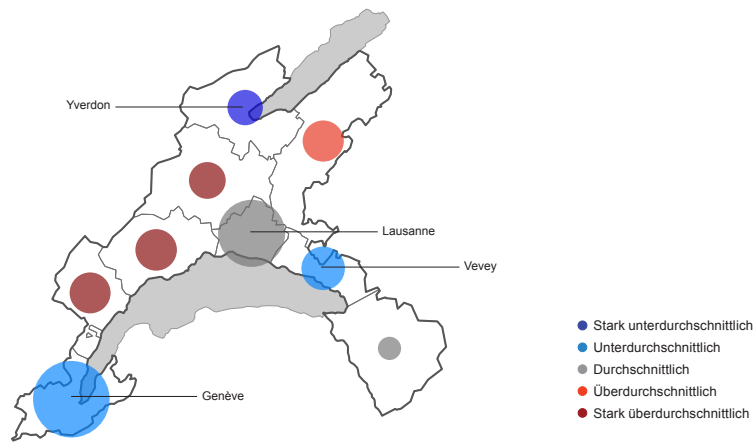 Yverdon
Lausanne
Vevey
Genève
Stark unterdurchschnittlich
Unterdurchschnittlich
Durchschnittlich
Überdurchschnittlich
Stark überdurchschnittlich